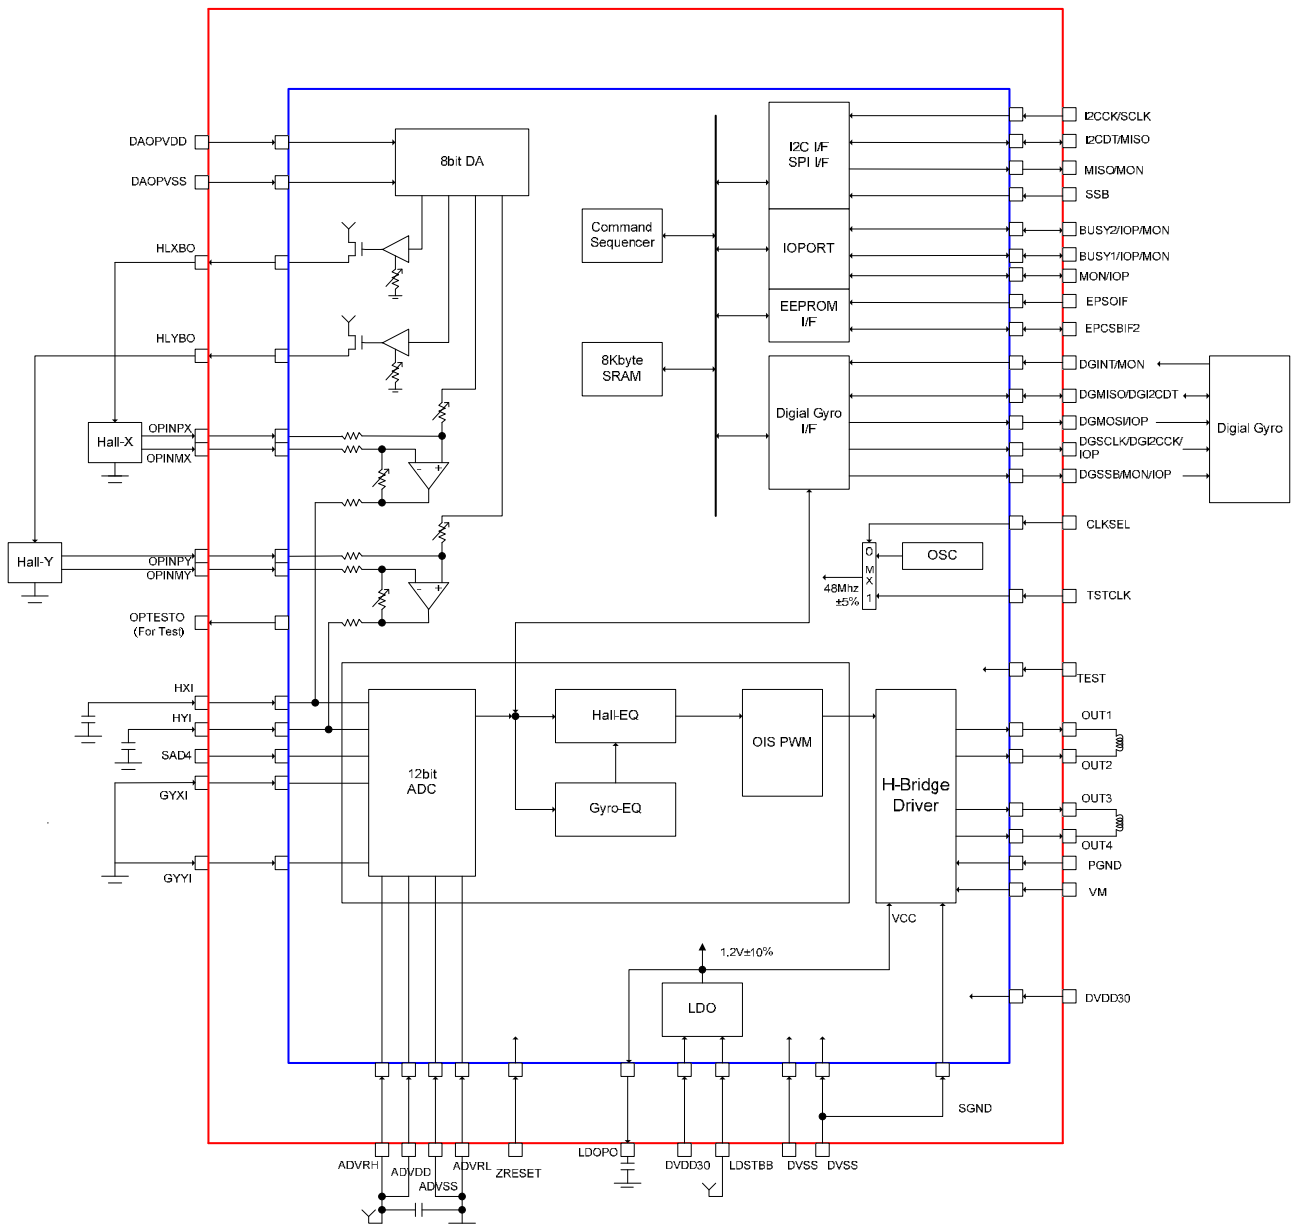 DAOPVDD
DAOPVSS
HLXBO
HLYBO
Hall-X
OPINPX
OPINMX
Hall-Y
OPINPY
OPINMY
OPTESTO
(For Test)
HXI
HYI
SAD4
GYXI
GYYI
8bit DA
-
+
-
+
Command
Sequencer
8Kbyte
SRAM
I2C I/F
SPI I/F
IOPORT
EEPROM
I/F
Digial Gyro
I/F
I2CCK/SCLK
I2CDT/MISO
MISO/MON
SSB
BUSY2/IOP/MON
BUSY1/IOP/MON
MON/IOP
EPSOIF
EPCSBIF2
DGINT/MON
DGMISO/DGI2CDT
DGMOSI/IOP
DGSCLK/DGI2CCK/
IOP
DGSSB/MON/IOP
Digial Gyro
CLKSEL
OSC
0
M
X
1
48Mhz
±5%
TSTCLK
TEST
12bit
ADC
Hall-EQ
Gyro-EQ
OIS PWM
H-Bridge
Driver
OUT1
OUT2
OUT3
OUT4
PGND
VM
VCC
1.2V±10%
LDO
DVDD30
SGND
ADVRH
ADVDD
ADVSS
ADVRL
ZRESET
LDOPO
DVDD30
LDSTBB
DVSS
DVSS